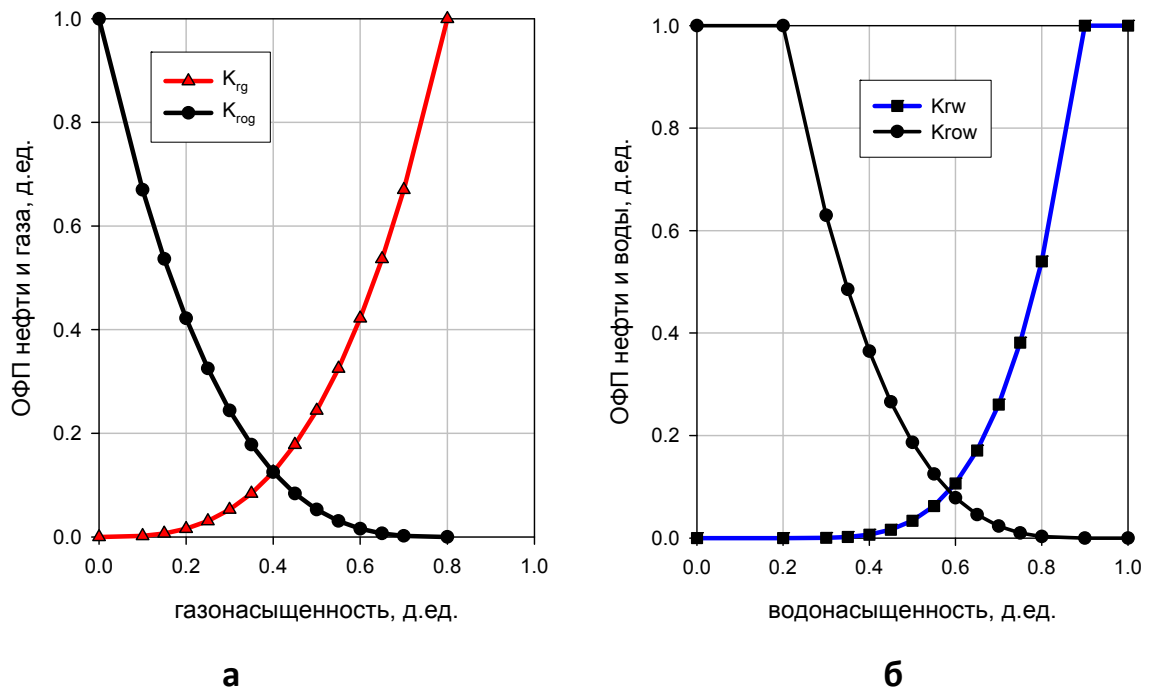 ОФП нефти и газа, д.ед.
1.0
0.8
0.6
0.4
0.2
0.0
K_rg
K_rog
0.0 0.2 0.4 0.6 0.8 1.0
газонасыщенность, д.ед.
а
ОФП нефти и воды, д.ед.
1.0
0.8
0.6
0.4
0.2
0.0
Krw
Krow
0.0 0.2 0.4 0.6 0.8 1.0
водонасыщенность, д.ед.
б